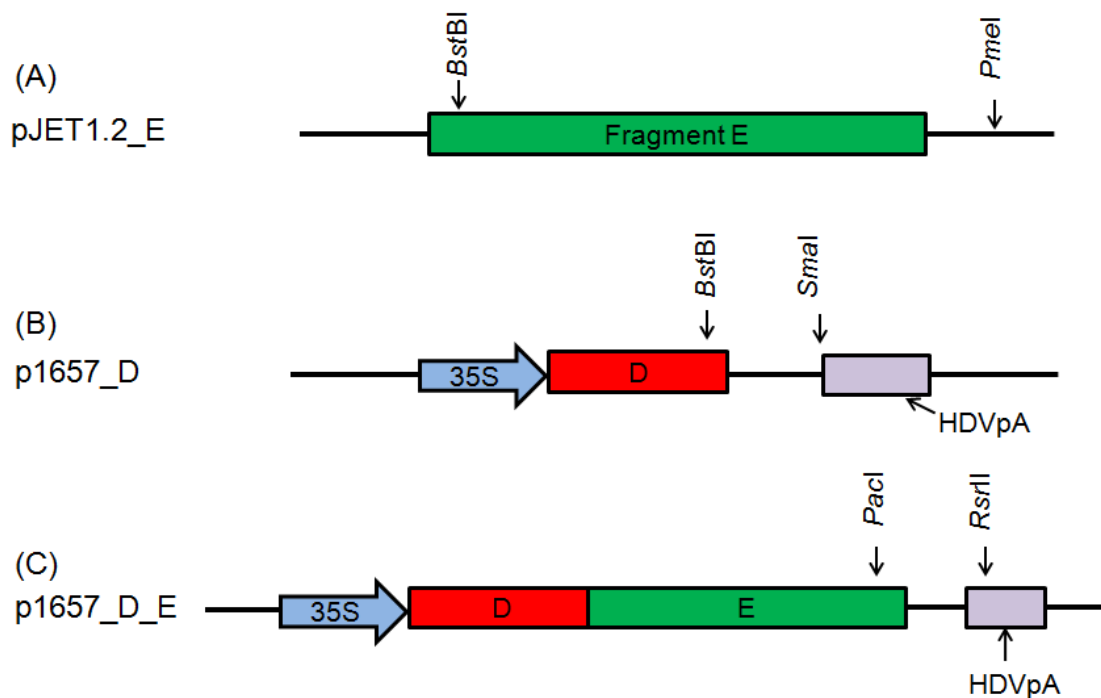 (A)
pJET1.2_E
BstBI
PmeI
Fragment E
(B)
p1657_D
BstBI
SmaI
35S
D
HDVpA
(C)
p1657_D_E
PacI
RsrII
35S
D
E
HDVpA